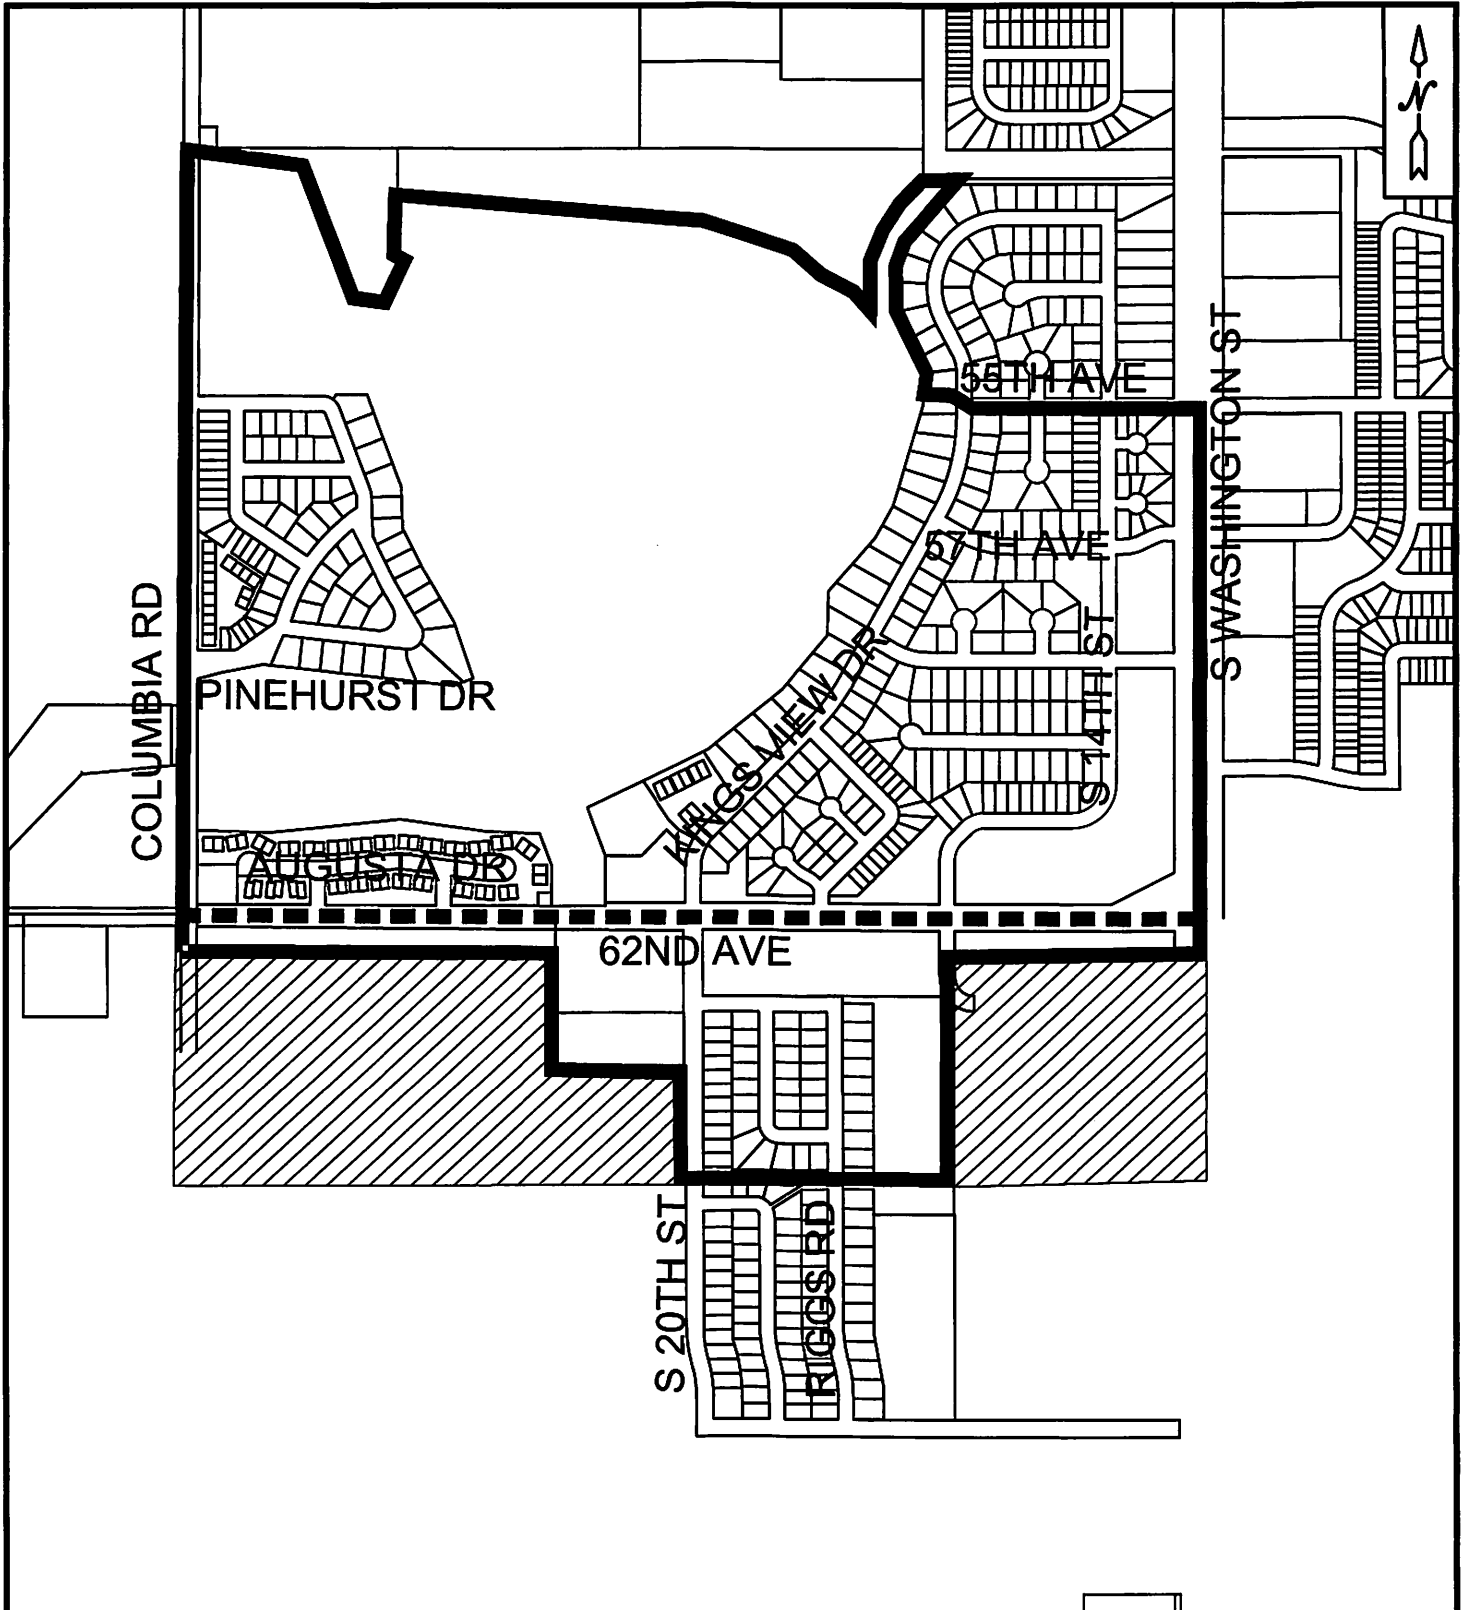 N
55TH AVE
S WASHINGTON ST
57TH AVE
COLUMBIA RD
S 14TH ST
KINGS VIEW DR
PINEHURST DR
AUGUSTA DR
62ND AVE
S 20TH ST
RIGGS RD